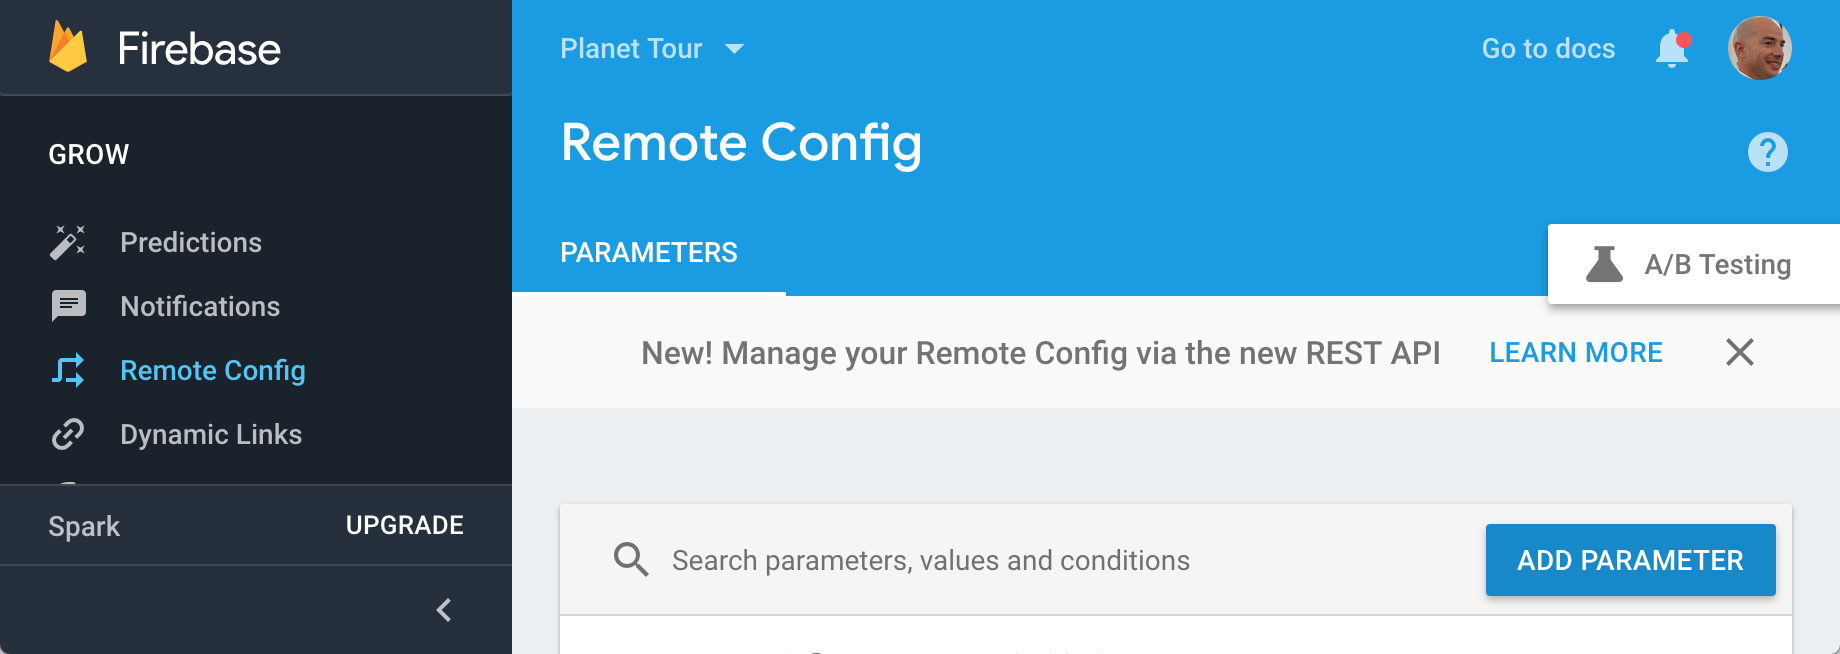 Firebase
GROW
Predictions
Notifications
Remote Config
Dynamic Links
Spark UPGRADE
Planet Tour
Go to docs
Remote Config
?
PARAMETERS
A/B Testing
New! Manage your Remote Config via the new REST API LEARN MORE
Search parameters, values and conditions
ADD PARAMETER